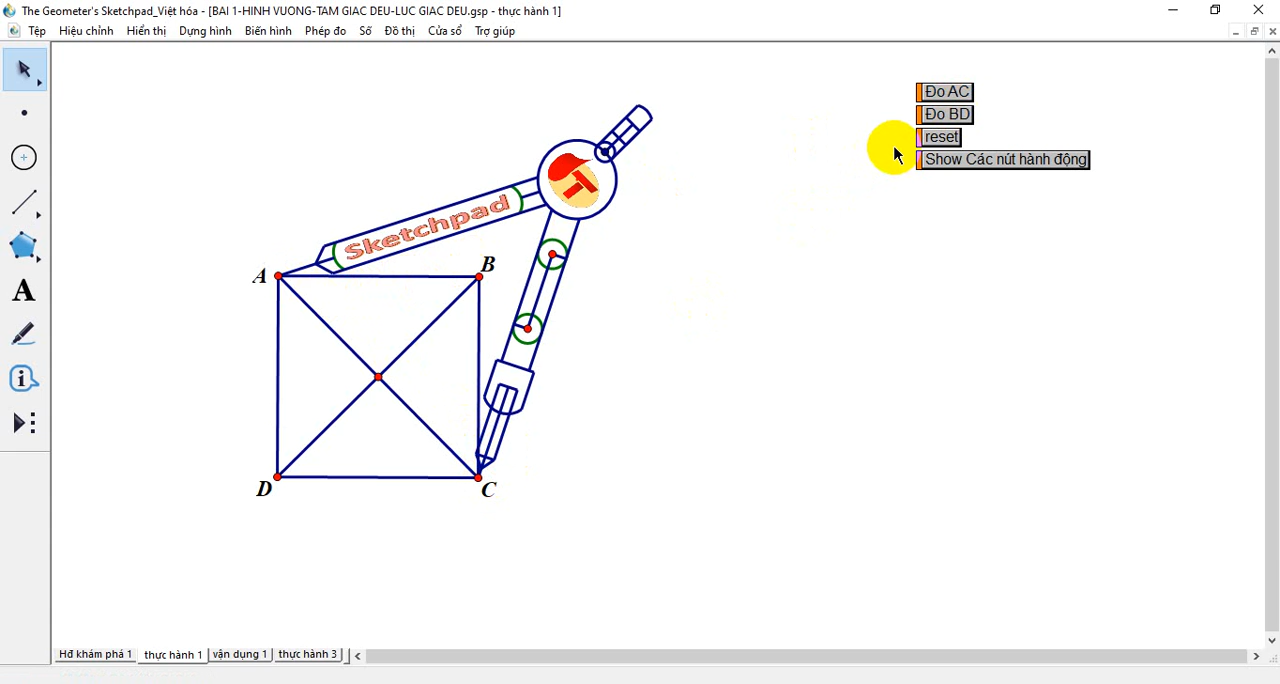 The Geometer's Sketchpad_Việt hóa - [BAI 1-HINH VUONG-TAM GIAC DEU-LUC GIAC DEU.gsp - thực hành 1]
Tệp Hiệu chỉnh Hiển thị Dựng hình Biến hình Phép đo Số Đồ thị Cửa sổ Trợ giúp
Đo AC
Đo BD
reset
Show Các nút hành động
Sketchpad
A
B
D
C
A
Hđ khám phá 1 thực hành 1 vận dụng 1 thực hành 3